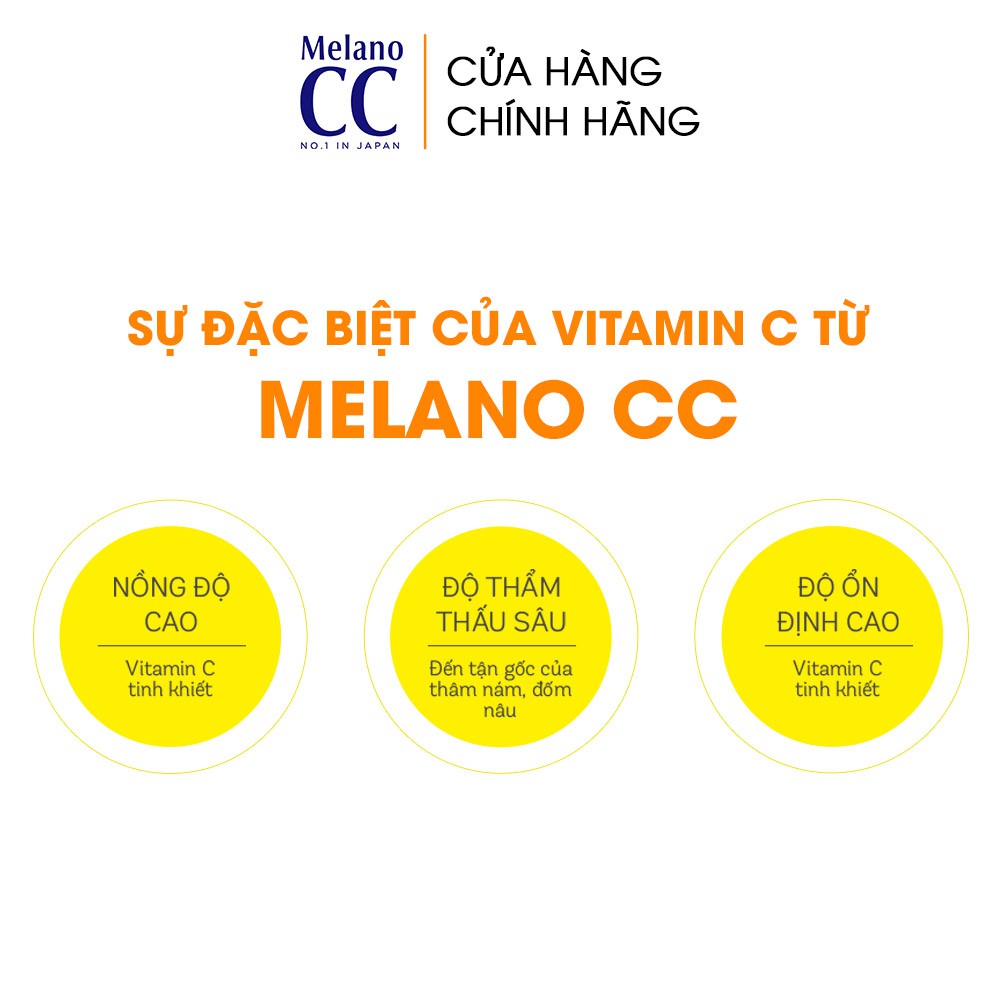 Melano
CC
NO.1 IN JAPAN
CỬA HÀNG
CHÍNH HÃNG
SỰ ĐẶC BIỆT CỦA VITAMIN C TỪ
MELANO CC
NỒNG ĐỘ
CAO
Vitamin C
tinh khiết
ĐỘ THẨM
THẤU SÂU
Đến tận gốc của
thâm nám, đốm
nâu
ĐỘ ỔN
ĐỊNH CAO
Vitamin C
tinh khiết